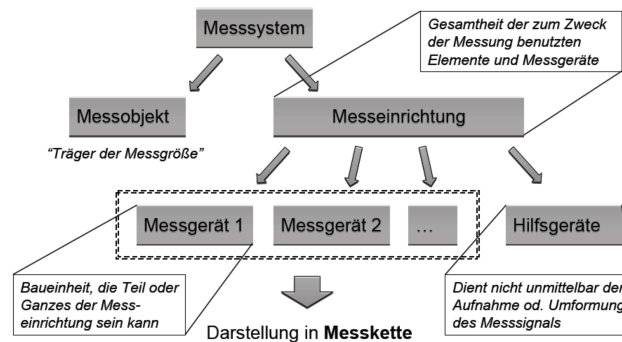 Messsystem
Gesamtheit der zum Zweck
der Messung benutzten
Elemente und Messgeräte
Messobjekt
Messeinrichtung
"Träger der Messgröße"
Messgerät 1
Messgerät 2
...
Hilfsgeräte
Baueinheit, die Teil oder
Ganzes der Mess-
einrichtung sein kann
Dient nicht unmittelbar der
Aufnahme od. Umformung
des Messsignals
Darstellung in Messkette